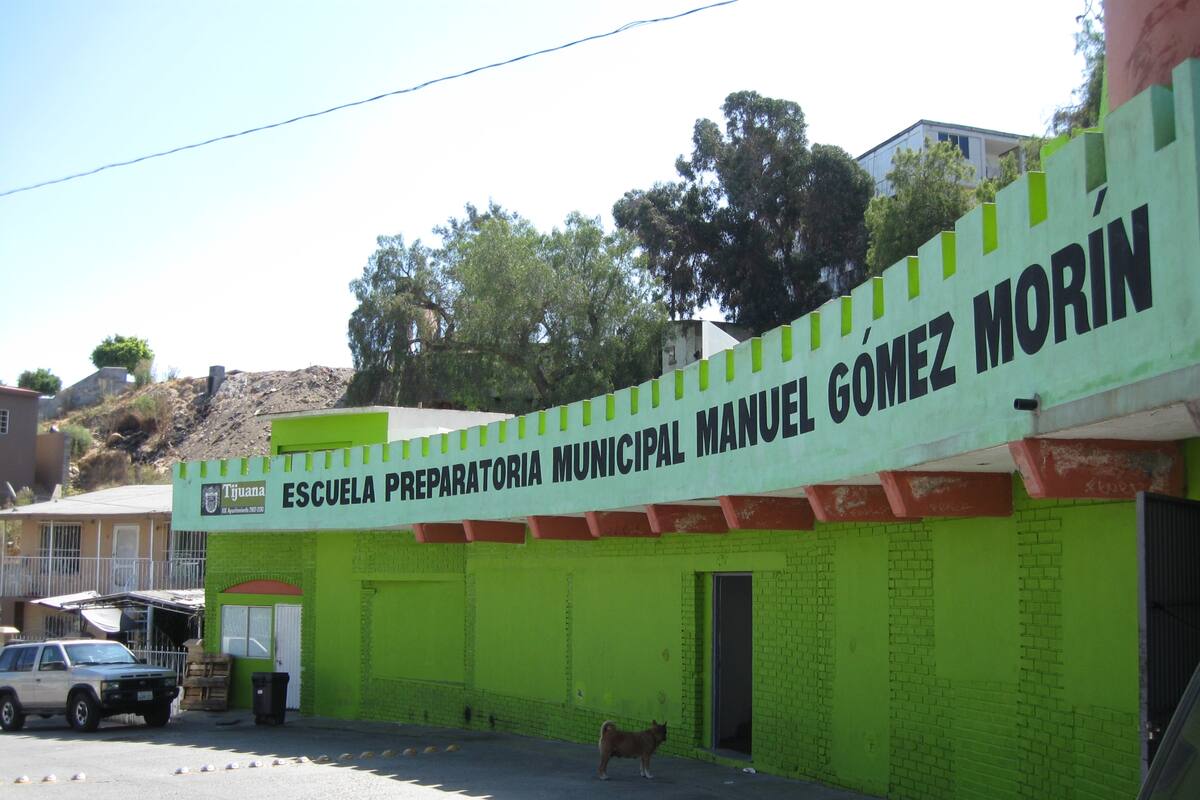 ESCUELA PREPARATORIA MUNICIPAL MANUEL GÓMEZ MORÍN
Tijuana